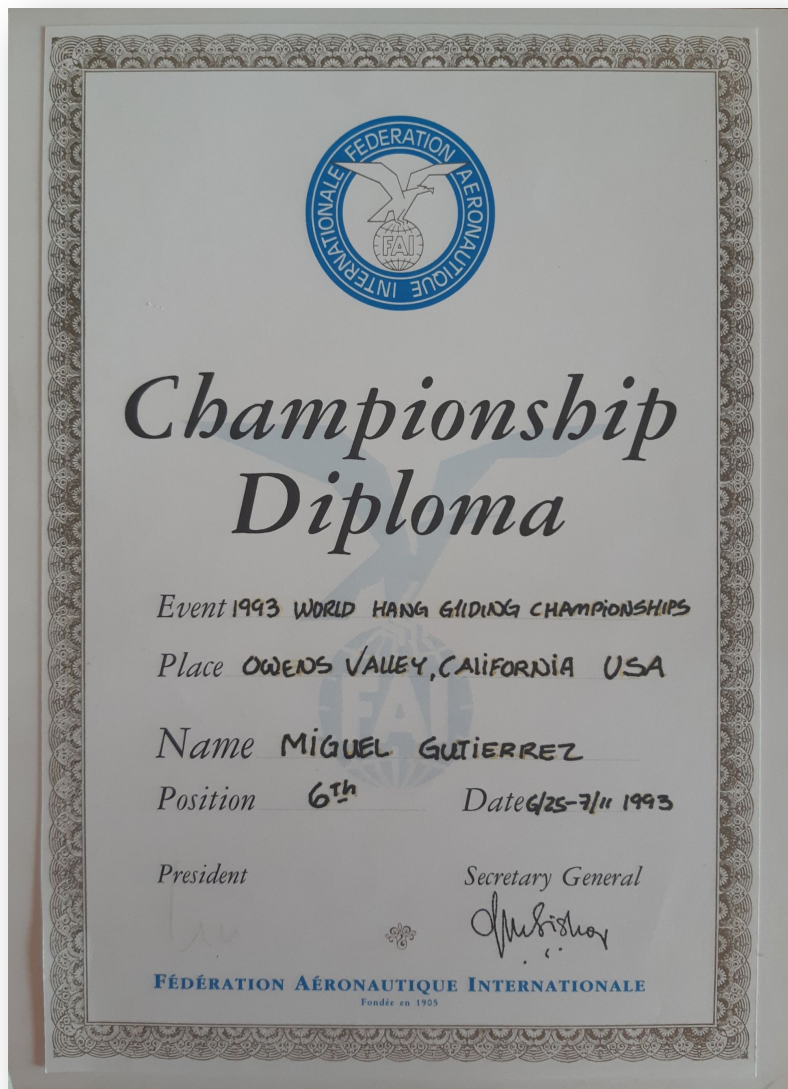 FEDERATION AERONAUTIQUE INTERNATIONALE
FAI
Championship
Diploma
Event 1993 WORLD HANG GliDiNG CHAMPiONSHiPS
Place OWENS VAllEY, CAliFORNiA USA
FAI
Name MiGUEL GUTiERREZ
Position 6Th Date 6/25-7/11 1993
President Secretary General
FÉDÉRATION AÉRONAUTIQUE INTERNATIONALE
Fondée en 1905